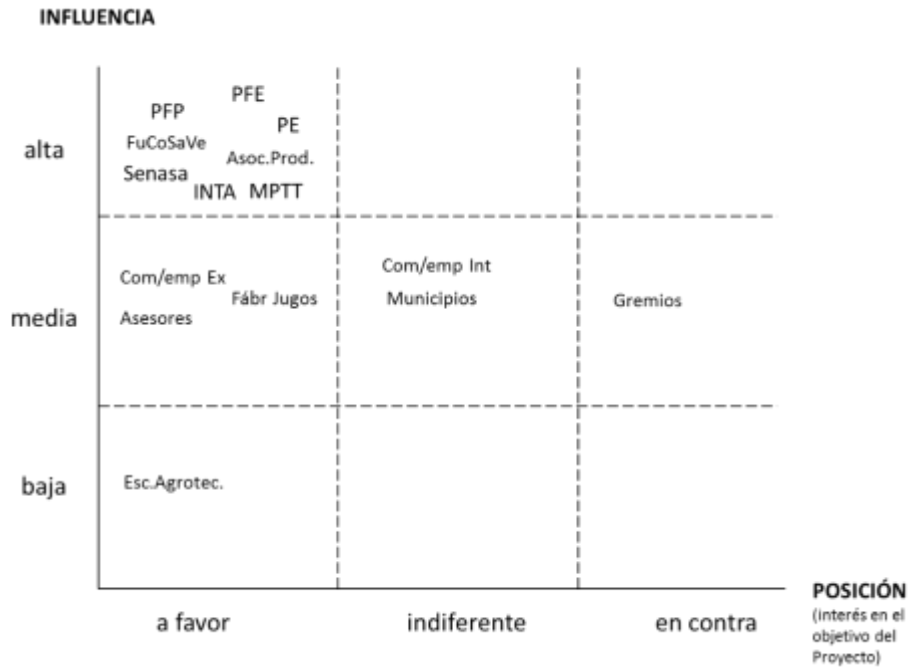 INFLUENCIA
alta
PFP
PFE
PE
FuCoSaVe
Asoc.Prod.
Senasa
INTA
MPTT
media
Com/emp Ex
Fábr Jugos
Asesores
Com/emp Int
Municipios
Gremios
baja
Esc.Agrotec.
a favor
indiferente
en contra
POSICIÓN
(interés en el
objetivo del
Proyecto)